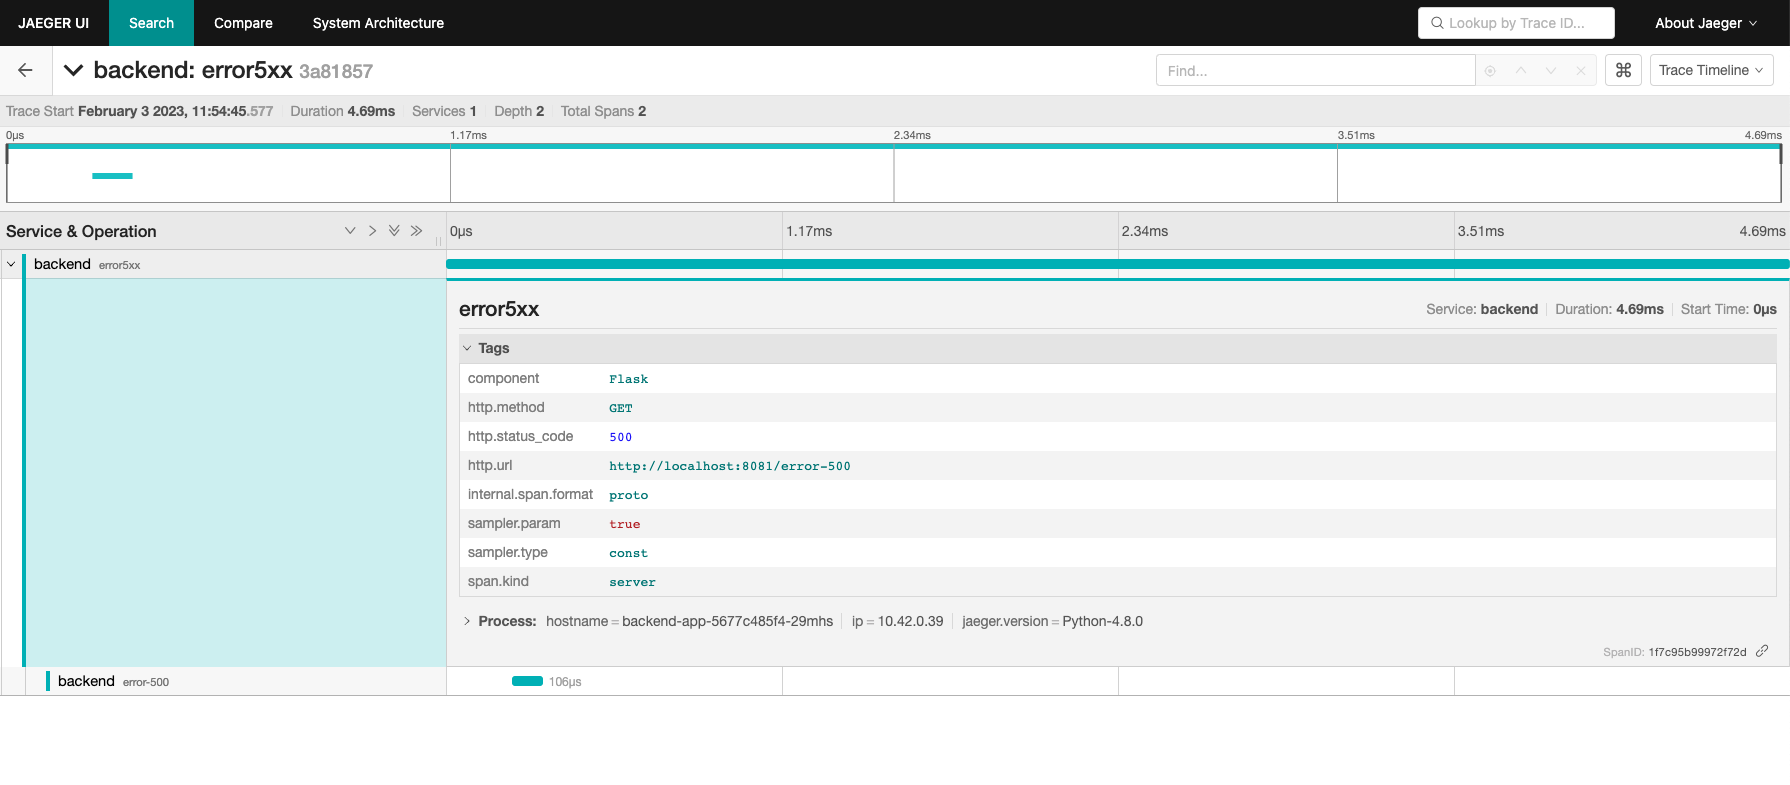 JAEGER UI Search Compare System Architecture Lookup by Trace ID... About Jaeger
backend: error5xx 3a81857 Find... ⌘ Trace Timeline
Trace Start February 3 2023, 11:54:45.577 Duration 4.69ms Services 1 Depth 2 Total Spans 2
0μs 1.17ms 2.34ms 3.51ms 4.69ms
Service & Operation 0μs 1.17ms 2.34ms 3.51ms 4.69ms
backend error5xx
error5xx Service: backend Duration: 4.69ms Start Time: 0μs
Tags
component Flask
http.method GET
http.status_code 500
http.url http://localhost:8081/error-500
internal.span.format proto
sampler.param true
sampler.type const
span.kind server
Process: hostname = backend-app-5677c485f4-29mhs ip = 10.42.0.39 jaeger.version = Python-4.8.0
SpanID: 1f7c95b99972f72d
backend error-500 106μs